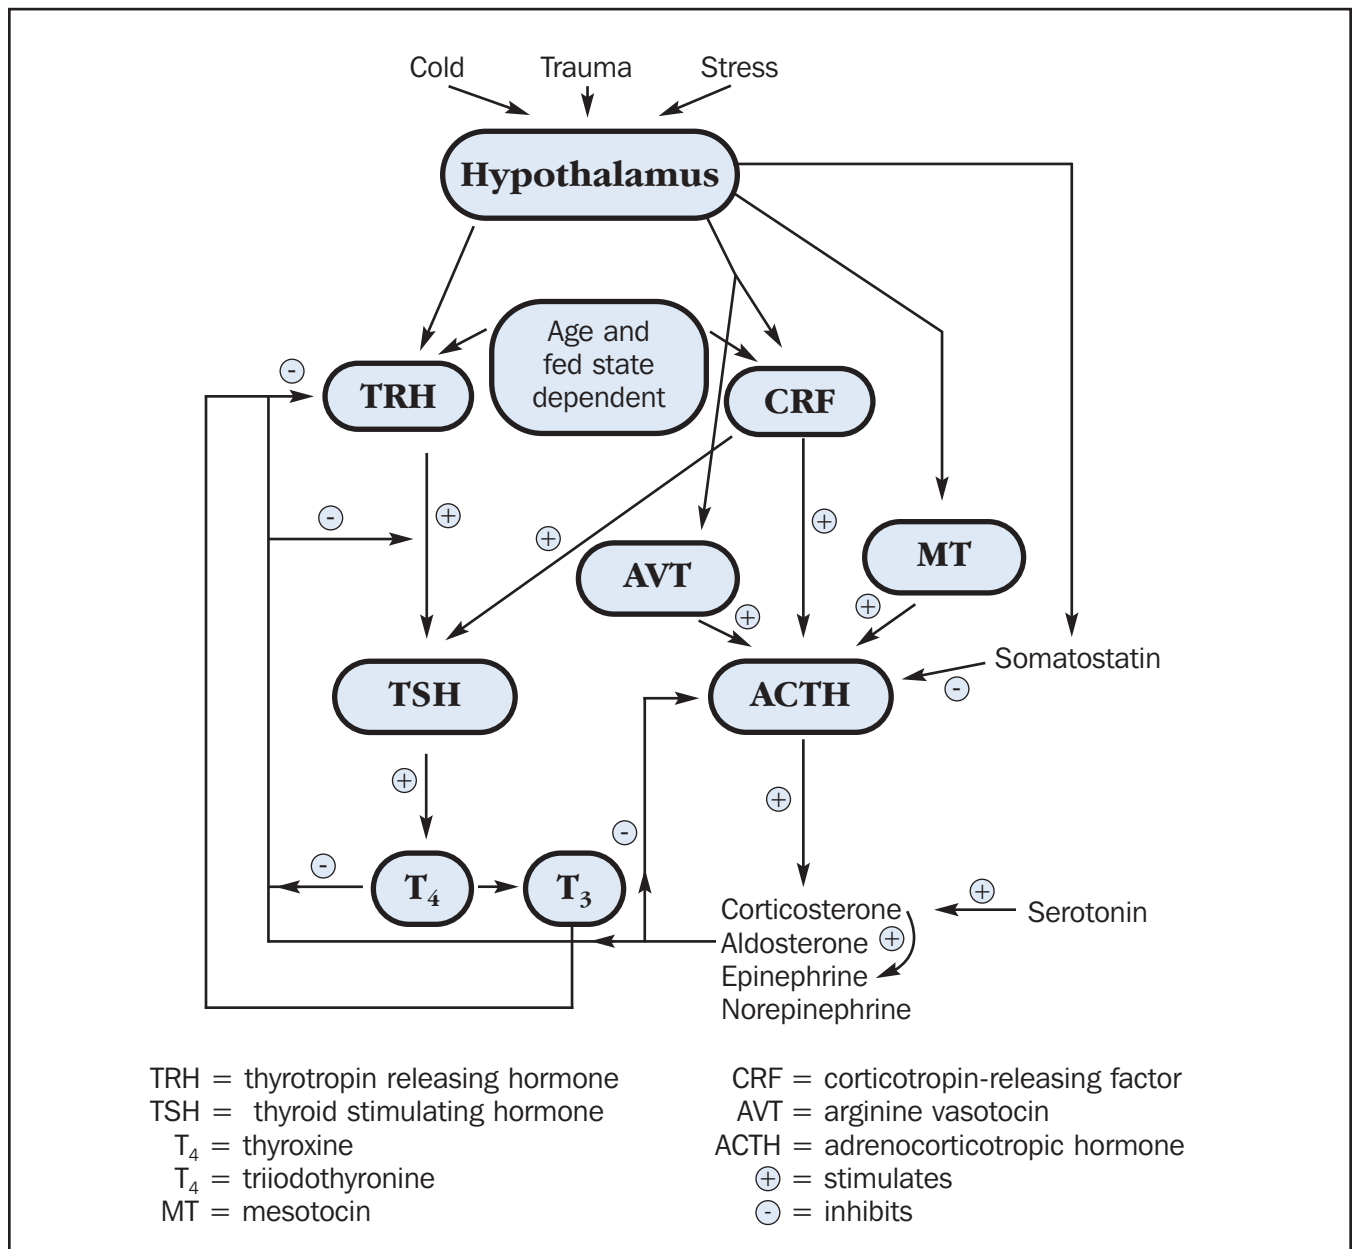 Cold Trauma Stress
Hypothalamus
Age and
fed state
dependent
-
TRH
CRF
-
+
+
+
AVT
MT
+
+
Somatostatin
TSH
ACTH
-
+
+
-
-
T₄
T₃
Corticosterone
+
Serotonin
Aldosterone
+
Epinephrine
Norepinephrine
TRH = thyrotropin releasing hormone
TSH = thyroid stimulating hormone
T₄ = thyroxine
T₄ = triiodothyronine
MT = mesotocin
CRF = corticotropin-releasing factor
AVT = arginine vasotocin
ACTH = adrenocorticotropic hormone
+ = stimulates
- = inhibits